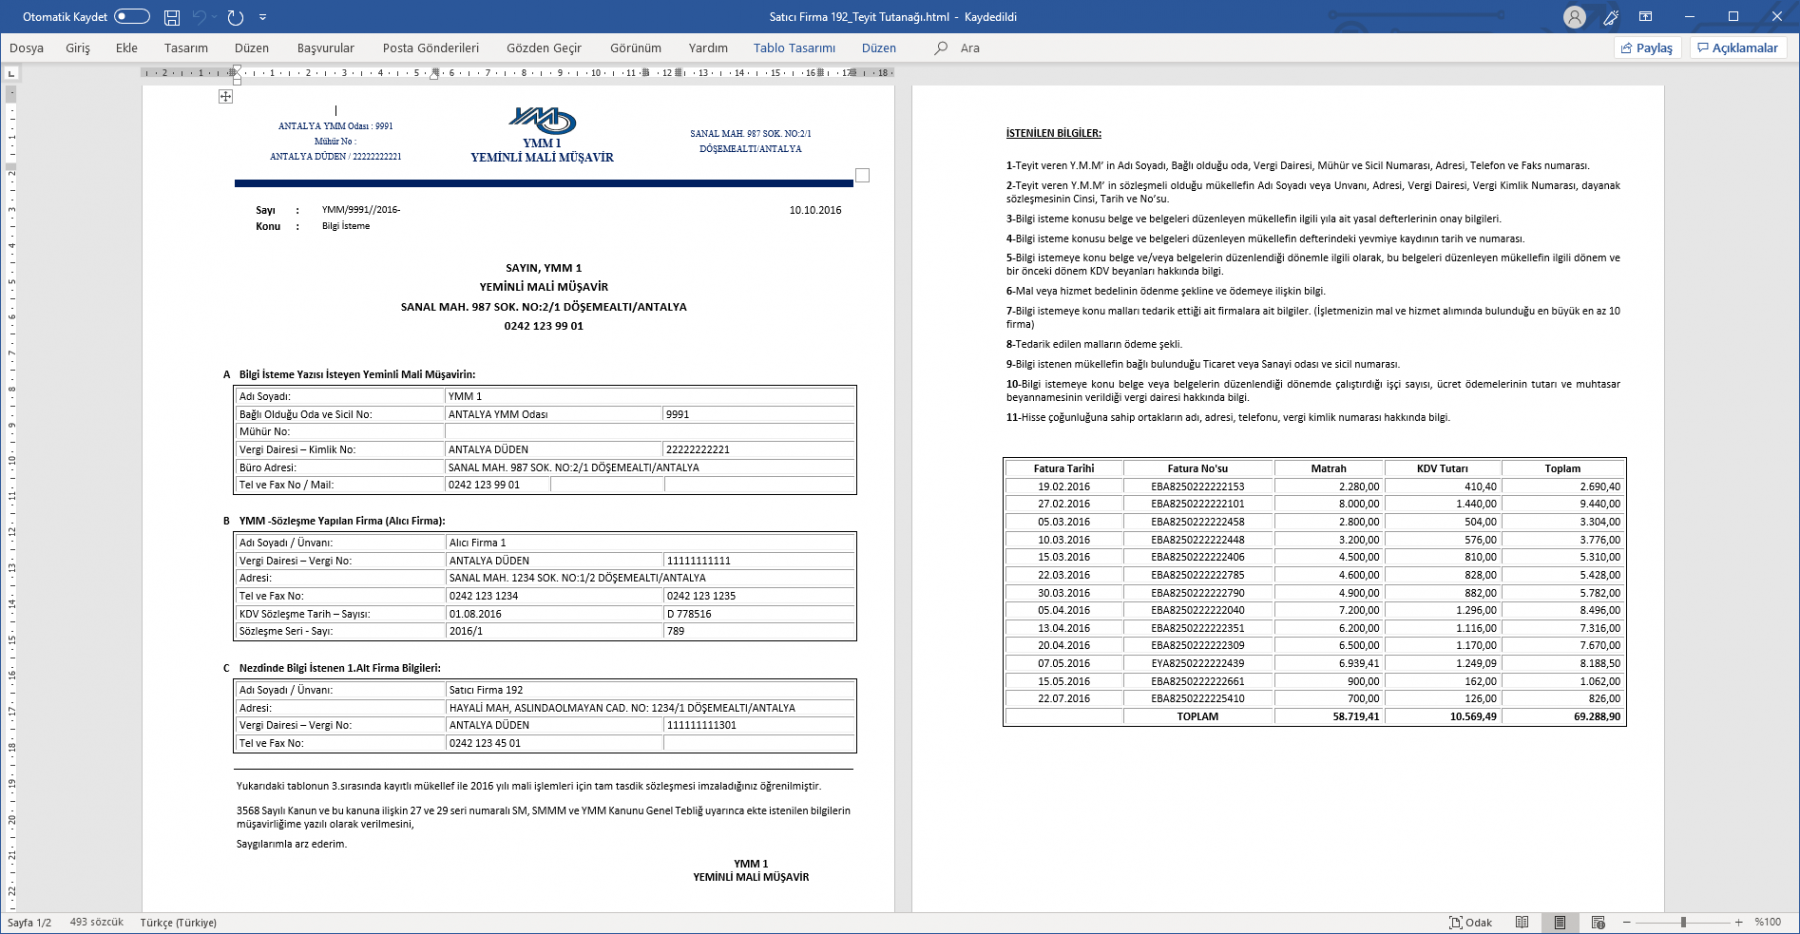 Otomatik Kaydet
Satıcı Firma 192_Teyit Tutanağı.html - Kaydedildi
Dosya Giriş Ekle Tasarım Düzen Başvurular Posta Gönderileri Gözden Geçir Görünüm Yardım Tablo Tasarımı Düzen Ara Paylaş Açıklamalar
ANTALYA YMM Odası : 9991
Mühür No :
ANTALYA DÜDEN / 22222222221
YMM 1
YEMİNLİ MALİ MÜŞAVİR
SANAL MAH. 987 SOK. NO:2/1
DÖŞEMEALTI/ANTALYA
Sayı : YMM/9991//2016- 10.10.2016
Konu : Bilgi İsteme
SAYIN, YMM 1
YEMİNLİ MALİ MÜŞAVİR
SANAL MAH. 987 SOK. NO:2/1 DÖŞEMEALTI/ANTALYA
0242 123 99 01
A Bilgi İsteme Yazısı İsteyen Yeminli Mali Müşavirin:
Adı Soyadı: YMM 1
Bağlı Olduğu Oda ve Sicil No: ANTALYA YMM Odası 9991
Mühür No:
Vergi Dairesi – Kimlik No: ANTALYA DÜDEN 22222222221
Büro Adresi: SANAL MAH. 987 SOK. NO:2/1 DÖŞEMEALTI/ANTALYA
Tel ve Fax No / Mail: 0242 123 99 01
B YMM -Sözleşme Yapılan Firma (Alıcı Firma):
Adı Soyadı / Ünvanı: Alıcı Firma 1
Vergi Dairesi – Vergi No: ANTALYA DÜDEN 11111111111
Adresi: SANAL MAH. 1234 SOK. NO:1/2 DÖŞEMEALTI/ANTALYA
Tel ve Fax No: 0242 123 1234 0242 123 1235
KDV Sözleşme Tarih – Sayısı: 01.08.2016 D 778516
Sözleşme Seri - Sayı: 2016/1 789
C Nezdinde Bilgi İstenen 1.Alt Firma Bilgileri:
Adı Soyadı / Ünvanı: Satıcı Firma 192
Adresi: HAYALİ MAH, ASLINDAOLMAYAN CAD. NO: 1234/1 DÖŞEMEALTI/ANTALYA
Vergi Dairesi – Vergi No: ANTALYA DÜDEN 111111111301
Tel ve Fax No: 0242 123 45 01
Yukarıdaki tablonun 3.sırasında kayıtlı mükellef ile 2016 yılı mali işlemleri için tam tasdik sözleşmesi imzaladığınız öğrenilmiştir.
3568 Sayılı Kanun ve bu kanuna ilişkin 27 ve 29 seri numaralı SM, SMMM ve YMM Kanunu Genel Tebliğ uyarınca ekte istenilen bilgilerin
müşavirliğime yazılı olarak verilmesini,
Saygılarımla arz ederim.
YMM 1
YEMİNLİ MALİ MÜŞAVİR
İSTENİLEN BİLGİLER:
1-Teyit veren Y.M.M’ in Adı Soyadı, Bağlı olduğu oda, Vergi Dairesi, Mühür ve Sicil Numarası, Adresi, Telefon ve Faks numarası.
2-Teyit veren Y.M.M’ in sözleşmeli olduğu mükellefin Adı Soyadı veya Unvanı, Adresi, Vergi Dairesi, Vergi Kimlik Numarası, dayanak
sözleşmesinin Cinsi, Tarih ve No’su.
3-Bilgi isteme konusu belge ve belgeleri düzenleyen mükellefin ilgili yıla ait yasal defterlerinin onay bilgileri.
4-Bilgi isteme konusu belge ve belgeleri düzenleyen mükellefin defterindeki yevmiye kaydının tarih ve numarası.
5-Bilgi istemeye konu belge ve/veya belgelerin düzenlendiği dönemle ilgili olarak, bu belgeleri düzenleyen mükellefin ilgili dönem ve
bir önceki dönem KDV beyanları hakkında bilgi.
6-Mal veya hizmet bedelinin ödenme şekline ve ödemeye ilişkin bilgi.
7-Bilgi istemeye konu malları tedarik ettiği ait firmalara ait bilgiler. (İşletmenizin mal ve hizmet alımında bulunduğu en büyük en az 10
firma)
8-Tedarik edilen malların ödeme şekli.
9-Bilgi istenen mükellefin bağlı bulunduğu Ticaret veya Sanayi odası ve sicil numarası.
10-Bilgi istemeye konu belge veya belgelerin düzenlendiği dönemde çalıştırdığı işçi sayısı, ücret ödemelerinin tutarı ve muhtasar
beyannamesinin verildiği vergi dairesi hakkında bilgi.
11-Hisse çoğunluğuna sahip ortakların adı, adresi, telefonu, vergi kimlik numarası hakkında bilgi.
Fatura Tarihi Fatura No'su Matrah KDV Tutarı Toplam
19.02.2016 EBA8250222222153 2.280,00 410,40 2.690,40
27.02.2016 EBA8250222222101 8.000,00 1.440,00 9.440,00
05.03.2016 EBA8250222222458 2.800,00 504,00 3.304,00
10.03.2016 EBA8250222222448 3.200,00 576,00 3.776,00
15.03.2016 EBA8250222222406 4.500,00 810,00 5.310,00
22.03.2016 EBA8250222222785 4.600,00 828,00 5.428,00
30.03.2016 EBA8250222222790 4.900,00 882,00 5.782,00
05.04.2016 EBA8250222222040 7.200,00 1.296,00 8.496,00
13.04.2016 EBA8250222222351 6.200,00 1.116,00 7.316,00
20.04.2016 EBA8250222222309 6.500,00 1.170,00 7.670,00
07.05.2016 EYA8250222222439 6.939,41 1.249,09 8.188,50
15.05.2016 EBA8250222222661 900,00 162,00 1.062,00
22.07.2016 EBA8250222225410 700,00 126,00 826,00
TOPLAM 58.719,41 10.569,49 69.288,90
Sayfa 1/2 493 sözcük Türkçe (Türkiye) Odak %100